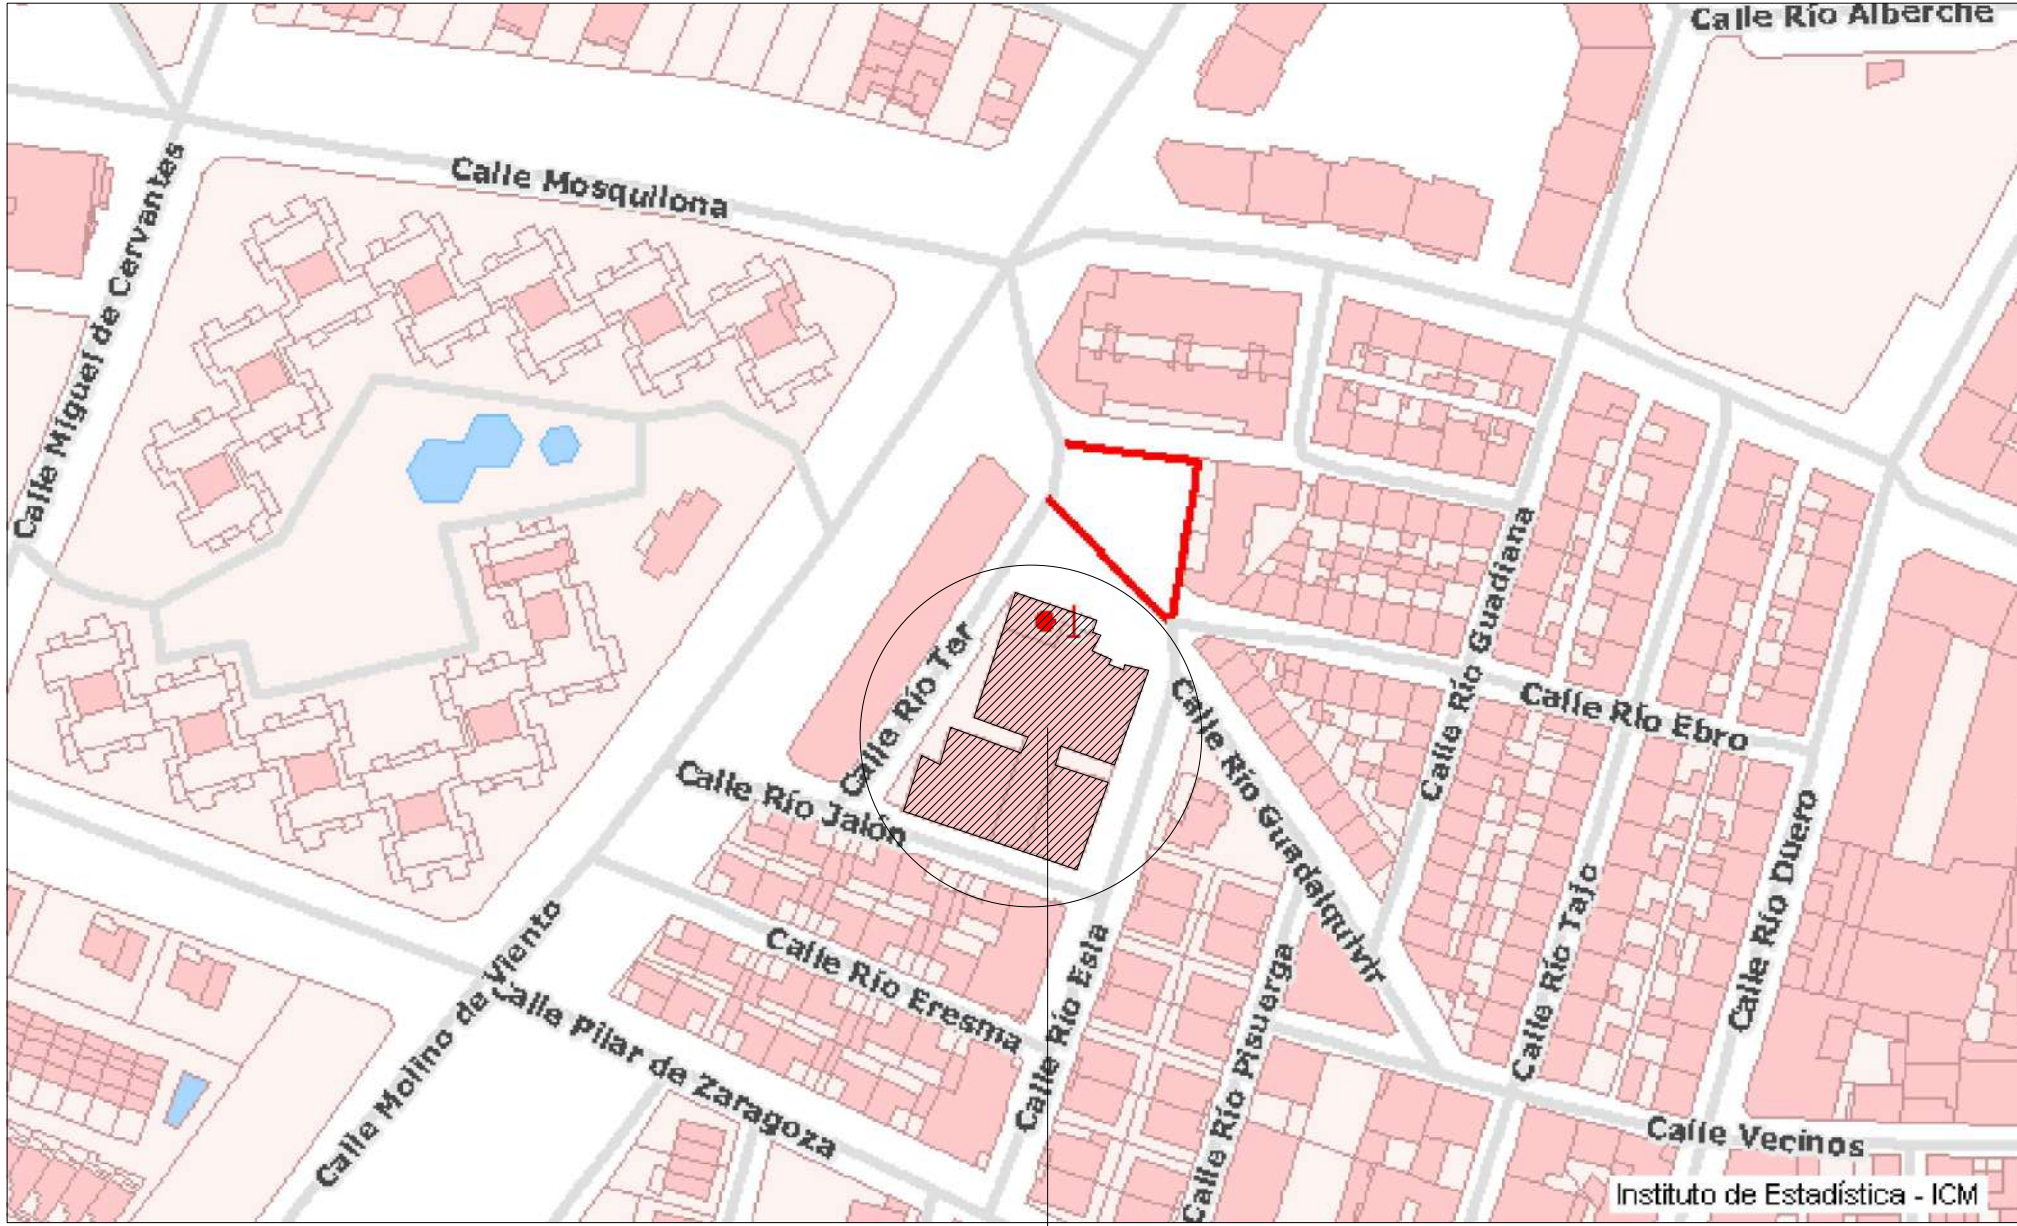 Calle Río Alberche
Calle Mosquilona
Calle Miguel de Cervantes
1
Calle Río Ter
Calle Río Guadiana
Calle Río Ebro
Calle Río Jalón
Calle Río Guadalquivir
Calle Río Duero
Calle Río Tajo
Calle Río Eresma
Calle Río Esla
Calle Río Pisuerga
Calle Molino de Viento
Calle Pilar de Zaragoza
Calle Vecinos
Instituto de Estadística - ICM